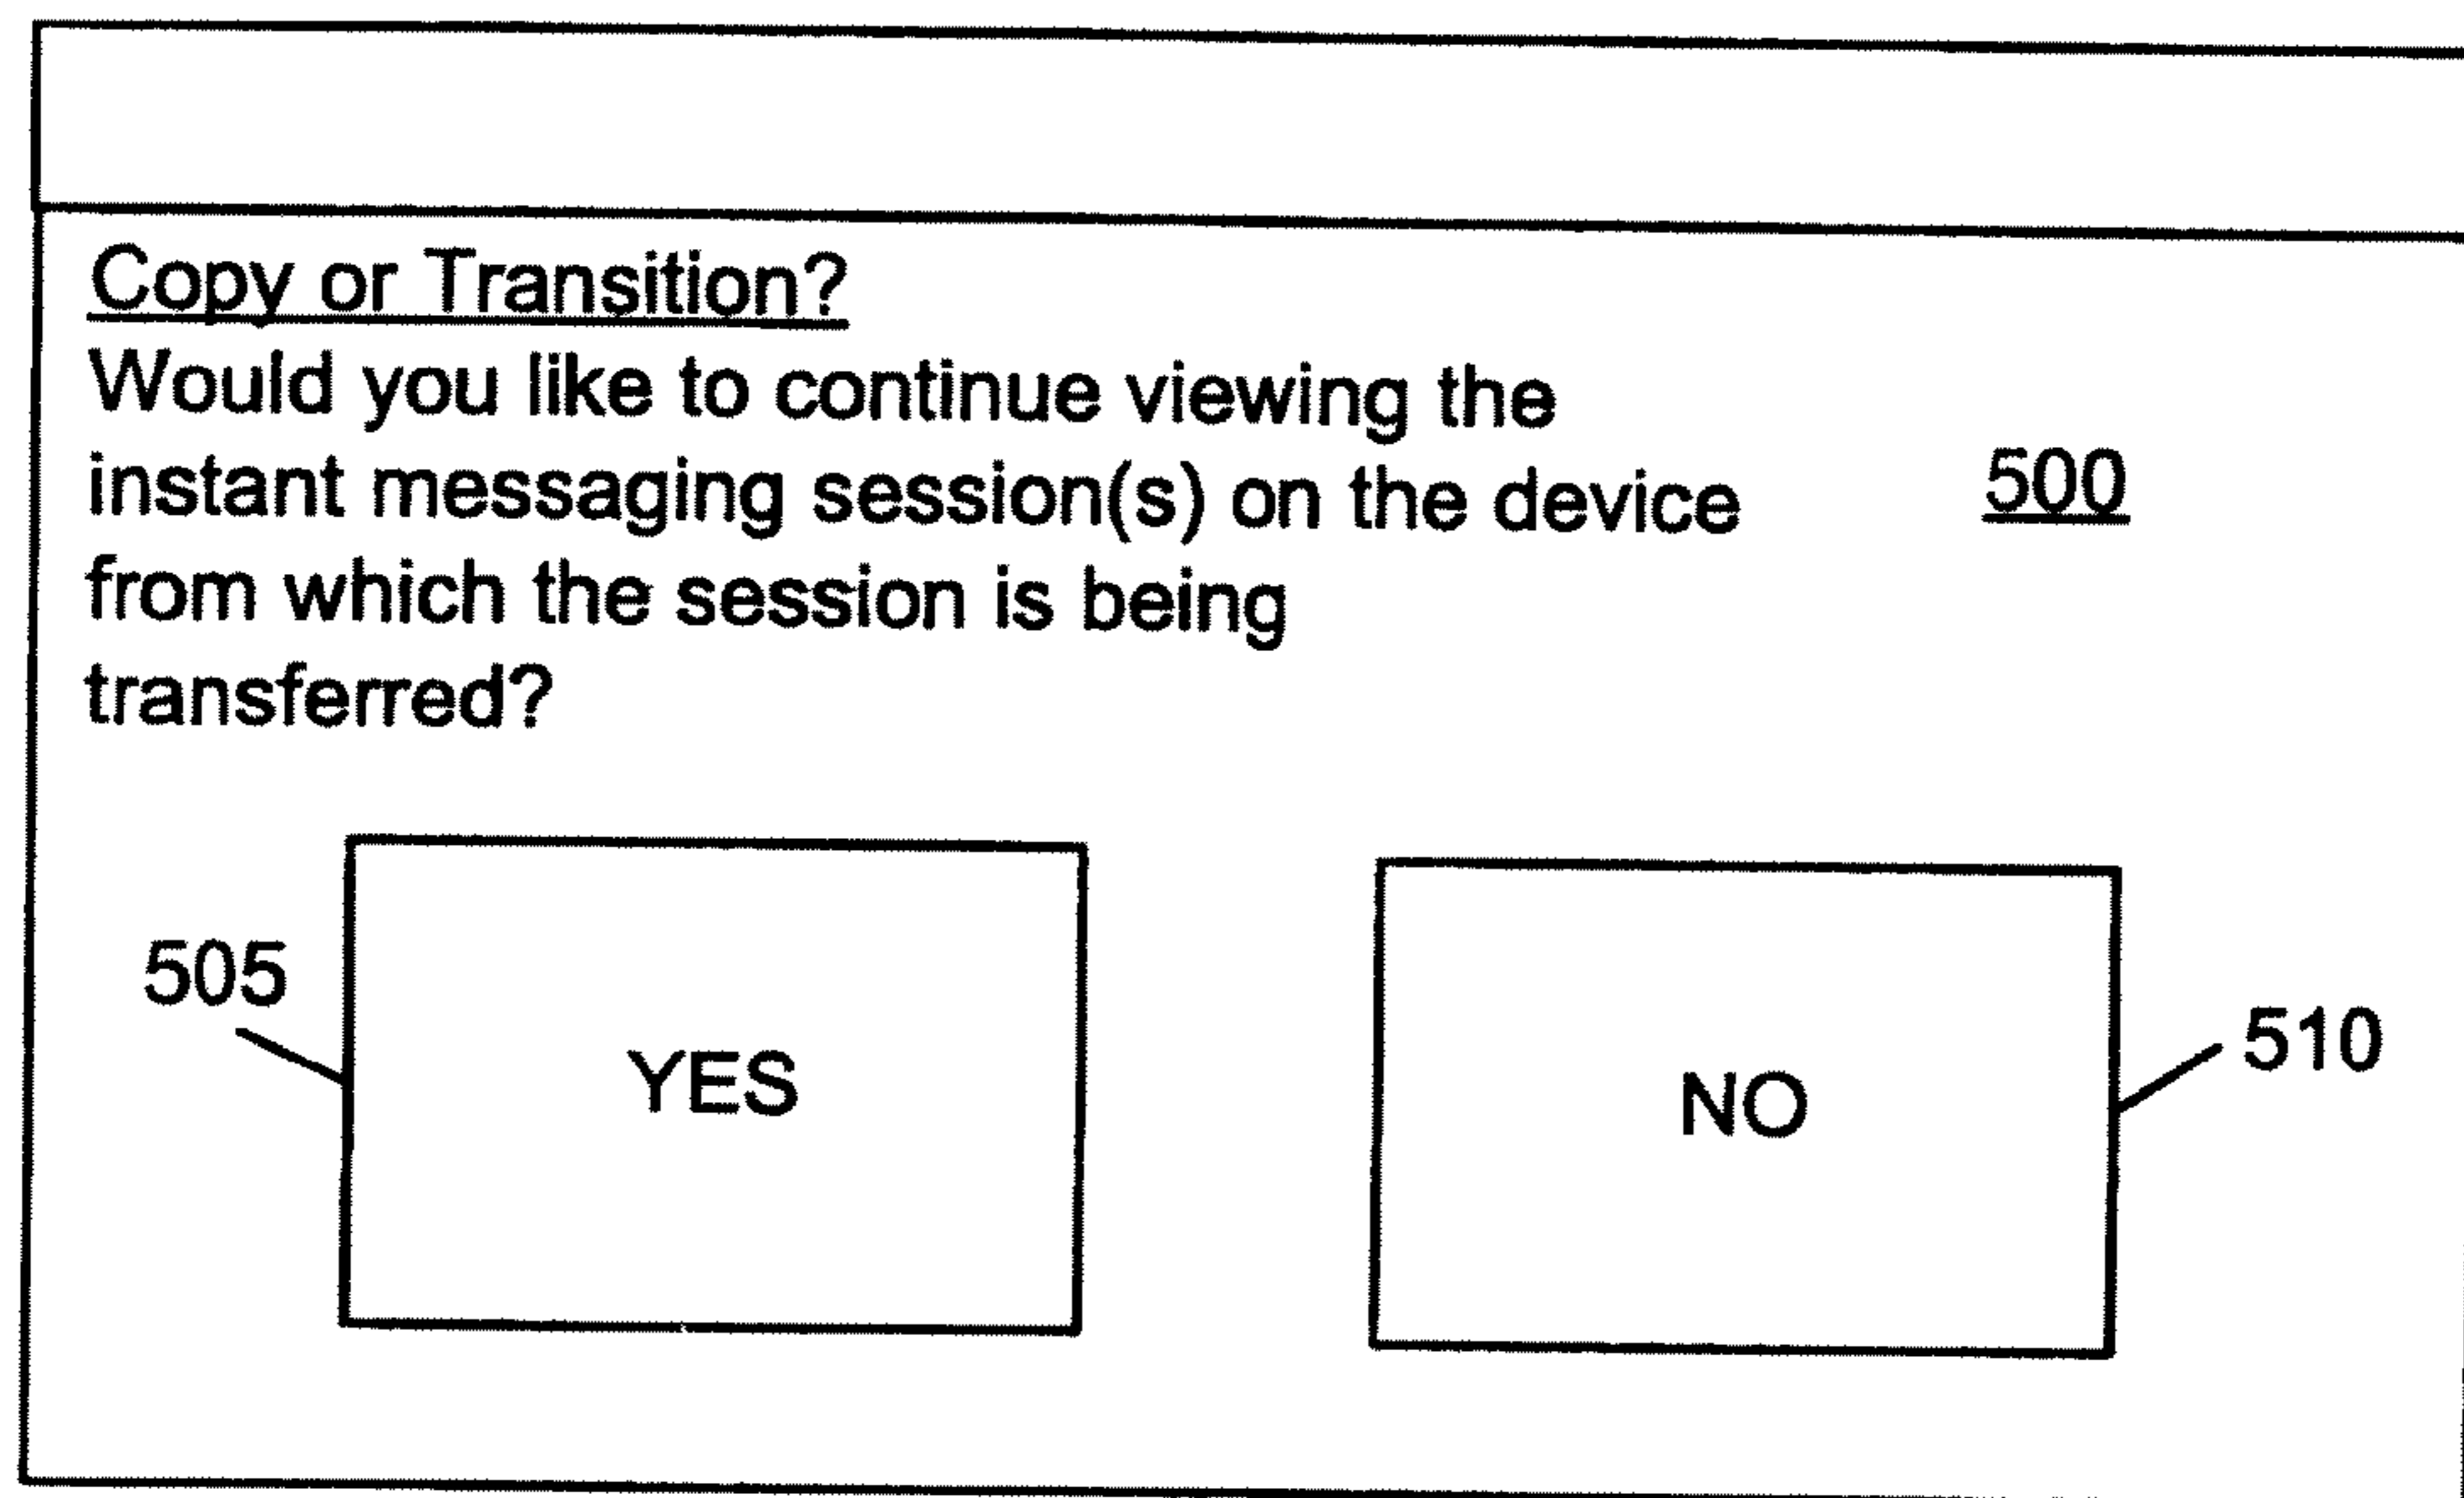 Copy or Transition?
Would you like to continue viewing the
instant messaging session(s) on the device
500
from which the session is being
transferred?
505
YES
NO
510